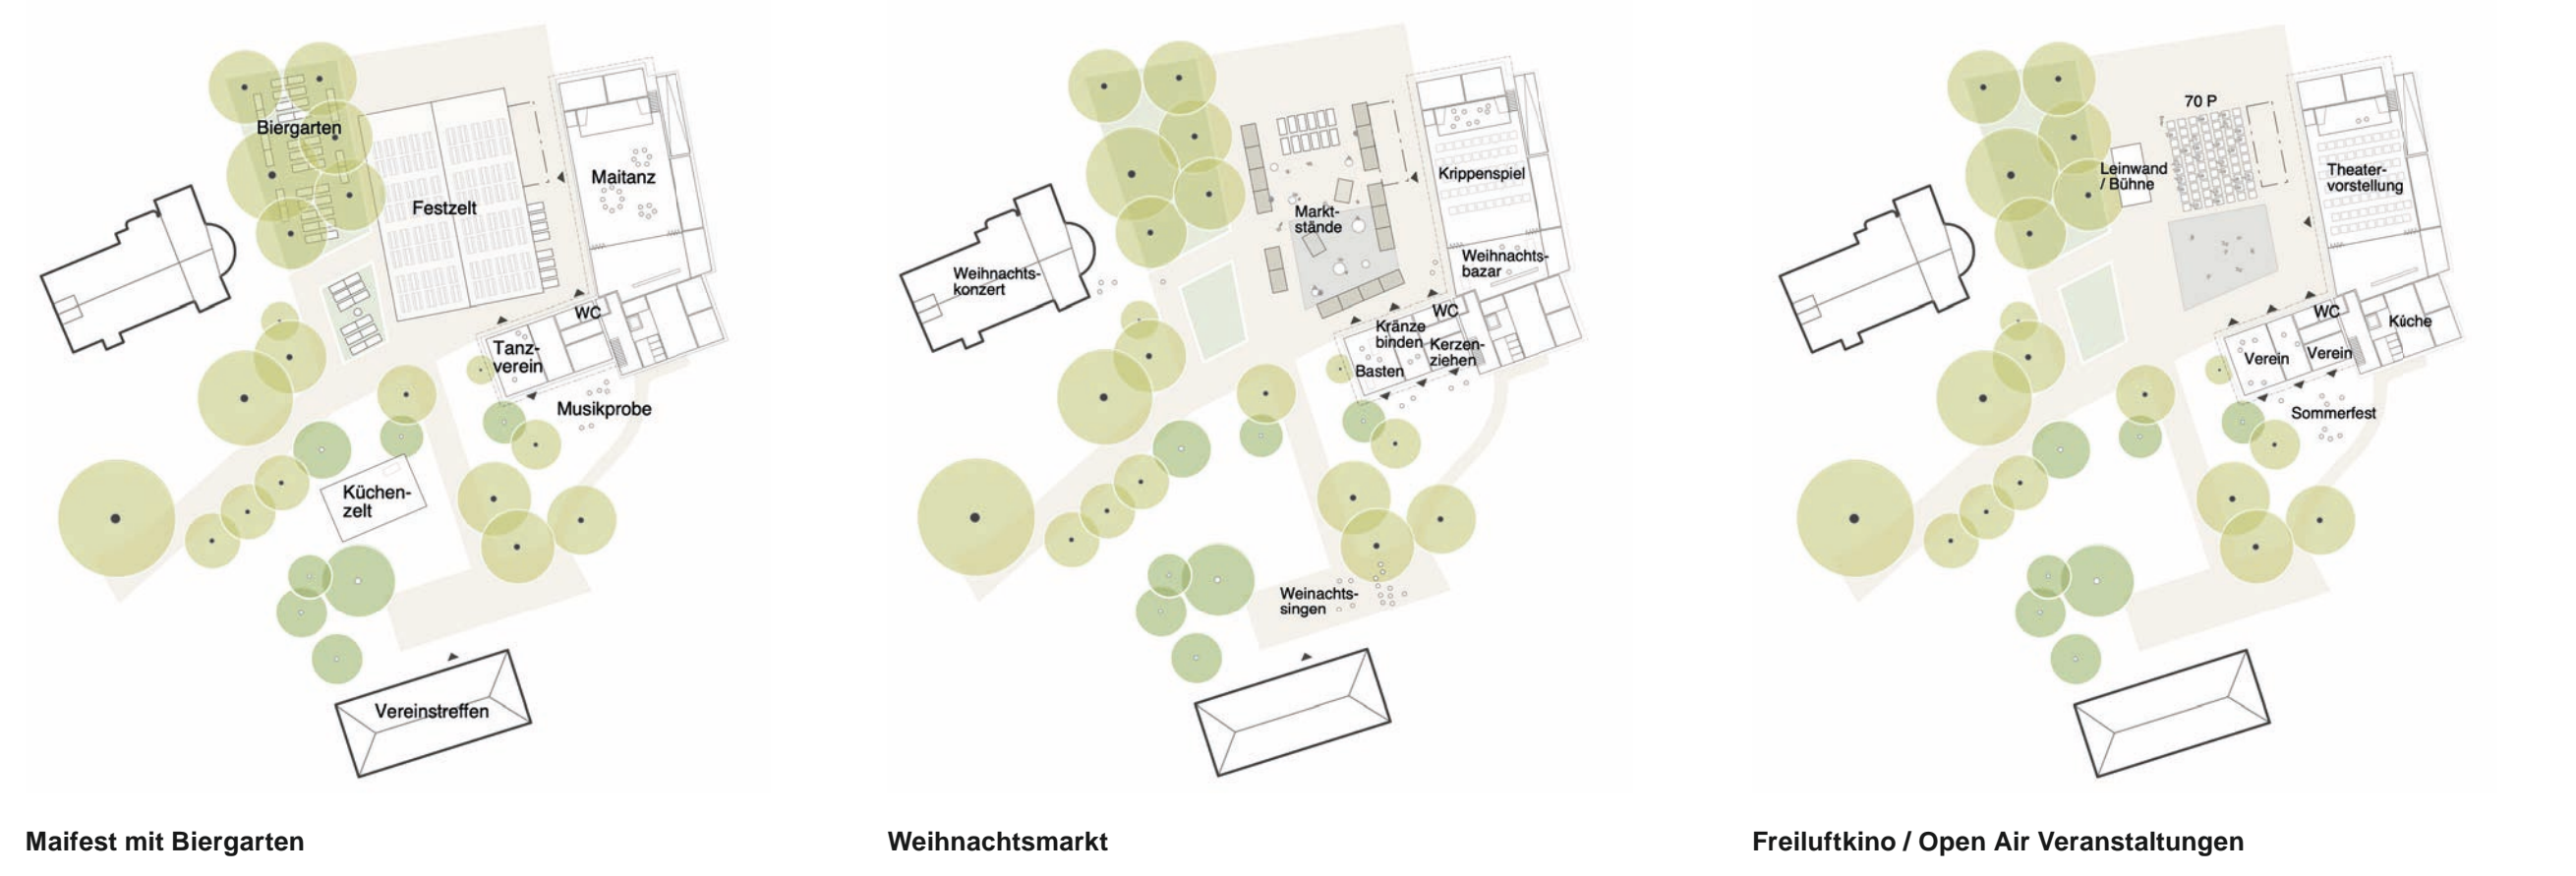 Biergarten
Maitanz
Festzelt
WC
Tanz-
verein
Musikprobe
Küchen-
zelt
Vereinstreffen
Maifest mit Biergarten
Krippenspiel
Markt-
stände
Weihnachts-
bazar
Weihnachts-
konzert
WC
Kränze
binden
Kerzen-
ziehen
Basten
Weinachts-
singen
Weihnachtsmarkt
70 P
Leinwand
/ Bühne
Theater-
vorstellung
WC
Küche
Verein
Verein
Sommerfest
Freiluftkino / Open Air Veranstaltungen